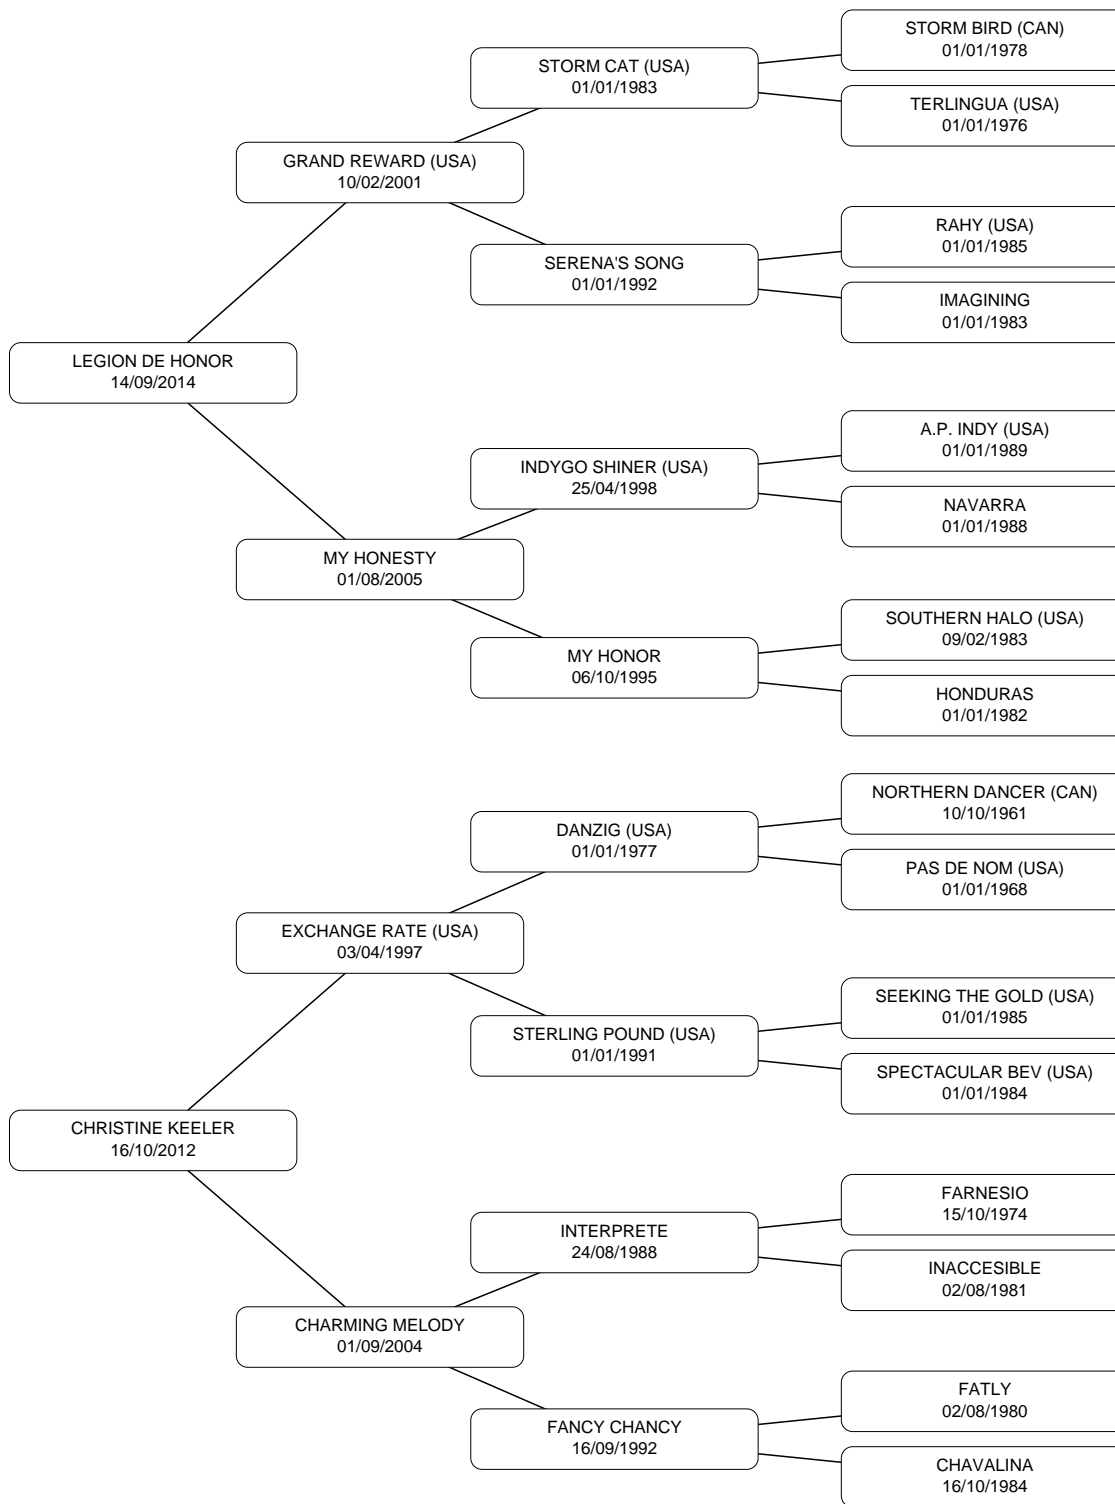 STORM BIRD (CAN)
01/01/1978
STORM CAT (USA)
01/01/1983
TERLINGUA (USA)
01/01/1976
GRAND REWARD (USA)
10/02/2001
RAHY (USA)
01/01/1985
SERENA'S SONG
01/01/1992
IMAGINING
01/01/1983
LEGION DE HONOR
14/09/2014
A.P. INDY (USA)
01/01/1989
INDYGO SHINER (USA)
25/04/1998
NAVARRA
01/01/1988
MY HONESTY
01/08/2005
SOUTHERN HALO (USA)
09/02/1983
MY HONOR
06/10/1995
HONDURAS
01/01/1982
NORTHERN DANCER (CAN)
10/10/1961
DANZIG (USA)
01/01/1977
PAS DE NOM (USA)
01/01/1968
EXCHANGE RATE (USA)
03/04/1997
SEEKING THE GOLD (USA)
01/01/1985
STERLING POUND (USA)
01/01/1991
SPECTACULAR BEV (USA)
01/01/1984
CHRISTINE KEELER
16/10/2012
FARNESIO
15/10/1974
INTERPRETE
24/08/1988
INACCESIBLE
02/08/1981
CHARMING MELODY
01/09/2004
FATLY
02/08/1980
FANCY CHANCY
16/09/1992
CHAVALINA
16/10/1984